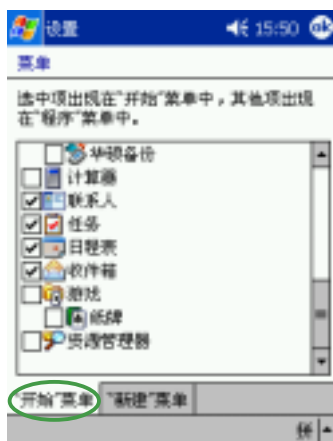 设置 15:50 ok
菜单
选中项出现在"开始"菜单中，其他项出现
在"程序"菜单中。
华硕备份
计算器
联系人
任务
日程表
收件箱
游戏
纸牌
资源管理器
"开始"菜单 "新建"菜单
拼